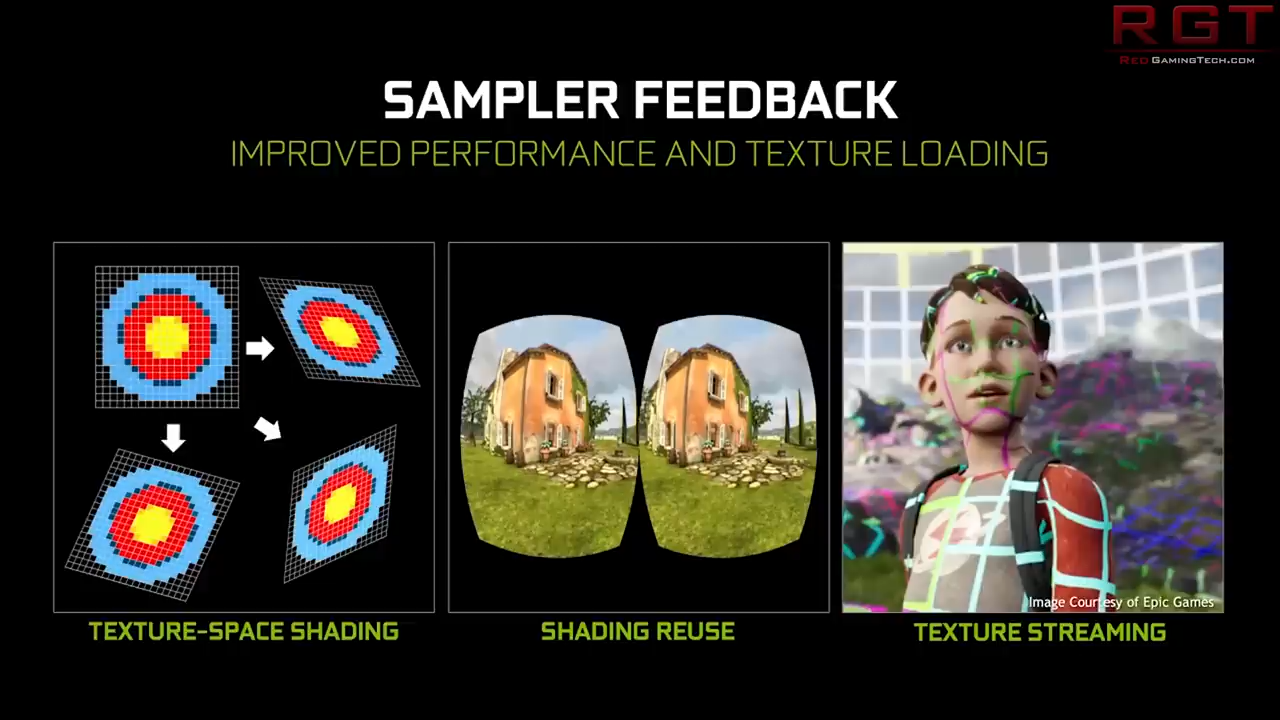 RGT
REDGAMINGTECH.COM
SAMPLER FEEDBACK
IMPROVED PERFORMANCE AND TEXTURE LOADING
Image Courtesy of Epic Games
TEXTURE-SPACE SHADING
SHADING REUSE
TEXTURE STREAMING